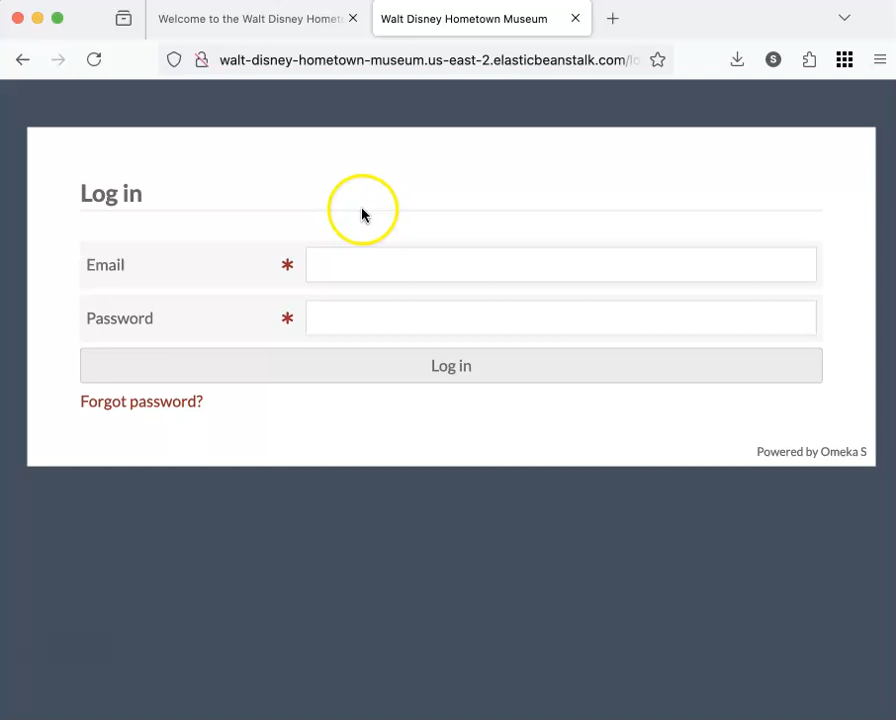 Welcome to the Walt Disney Homet
Walt Disney Hometown Museum
walt-disney-hometown-museum.us-east-2.elasticbeanstalk.com/lo
S
Log in
Email *
Password *
Log in
Forgot password?
Powered by Omeka S